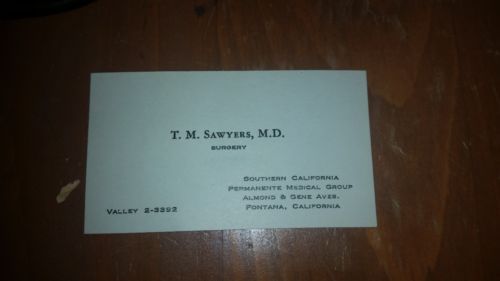 T. M. SAWYERS, M.D.
SURGERY
SOUTHERN CALIFORNIA
PERMANENTE MEDICAL GROUP
ALMOND & GENE AVES.
FONTANA, CALIFORNIA
VALLEY 2-3392